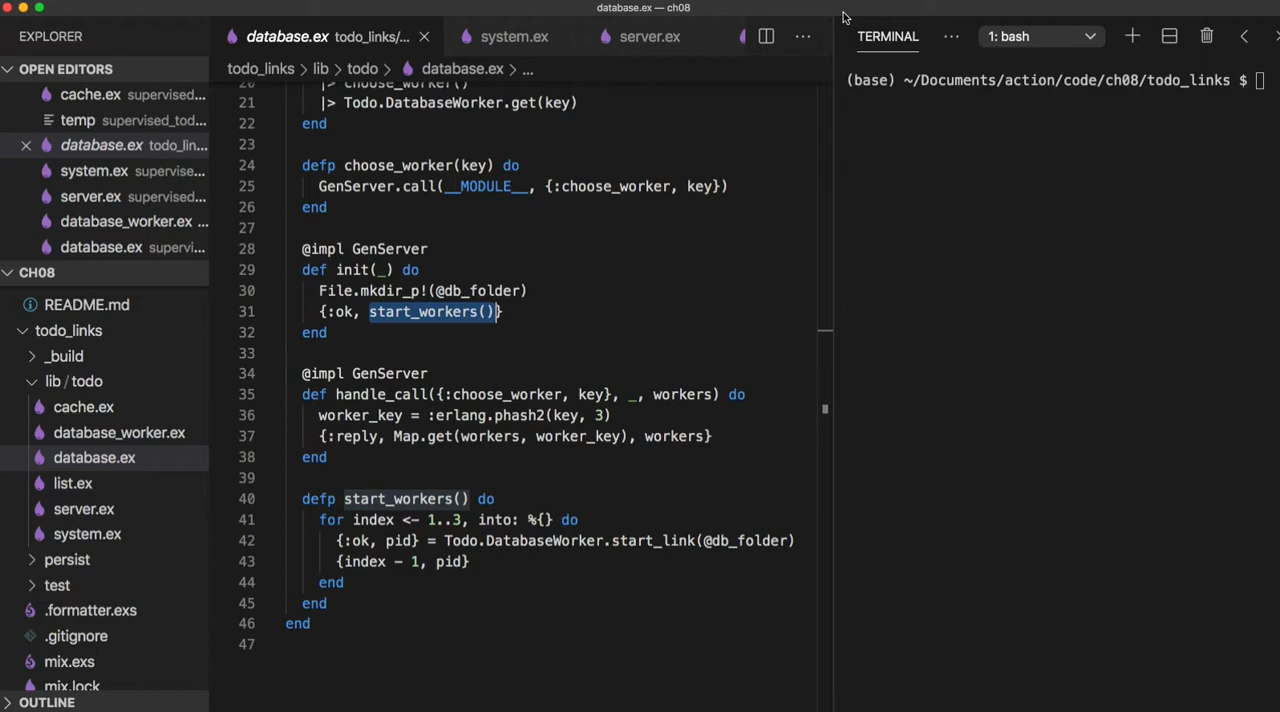 database.ex — ch08
EXPLORER
OPEN EDITORS
cache.ex supervised...
temp supervised_tod...
database.ex todo_lin...
system.ex supervise...
server.ex supervised...
database_worker.ex ...
database.ex supervi...
CH08
README.md
todo_links
_build
lib / todo
cache.ex
database_worker.ex
database.ex
list.ex
server.ex
system.ex
persist
test
.formatter.exs
.gitignore
mix.exs
mix.lock
OUTLINE
database.ex todo_links/... system.ex server.ex ...
todo_links > lib > todo > database.ex > ...
20 |> choose_worker()
21 |> Todo.DatabaseWorker.get(key)
22 end
23
24 defp choose_worker(key) do
25 GenServer.call(__MODULE__, {:choose_worker, key})
26 end
27
28 @impl GenServer
29 def init(_) do
30 File.mkdir_p!(@db_folder)
31 {:ok, start_workers()}
32 end
33
34 @impl GenServer
35 def handle_call({:choose_worker, key}, _, workers) do
36 worker_key = :erlang.phash2(key, 3)
37 {:reply, Map.get(workers, worker_key), workers}
38 end
39
40 defp start_workers() do
41 for index <- 1..3, into: %{} do
42 {:ok, pid} = Todo.DatabaseWorker.start_link(@db_folder)
43 {index - 1, pid}
44 end
45 end
46 end
47
TERMINAL ... 1: bash
(base) ~/Documents/action/code/ch08/todo_links $